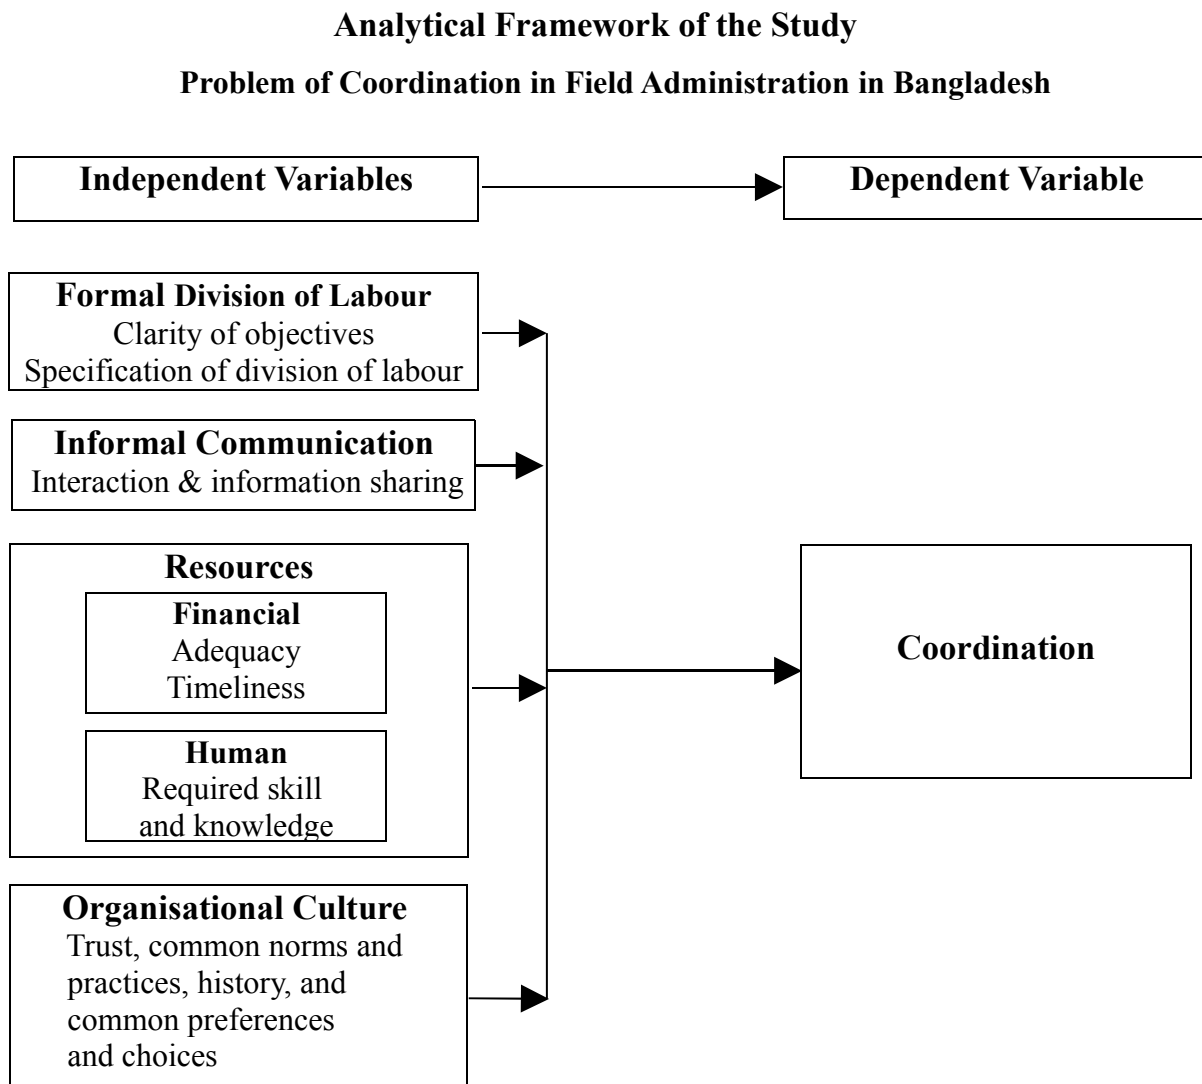 Analytical Framework of the Study
Problem of Coordination in Field Administration in Bangladesh
Independent Variables
Dependent Variable
Formal Division of Labour
Clarity of objectives
Specification of division of labour
Informal Communication
Interaction & information sharing
Resources
Financial
Adequacy
Timeliness
Human
Required skill
and knowledge
Coordination
Organisational Culture
Trust, common norms and
practices, history, and
common preferences
and choices